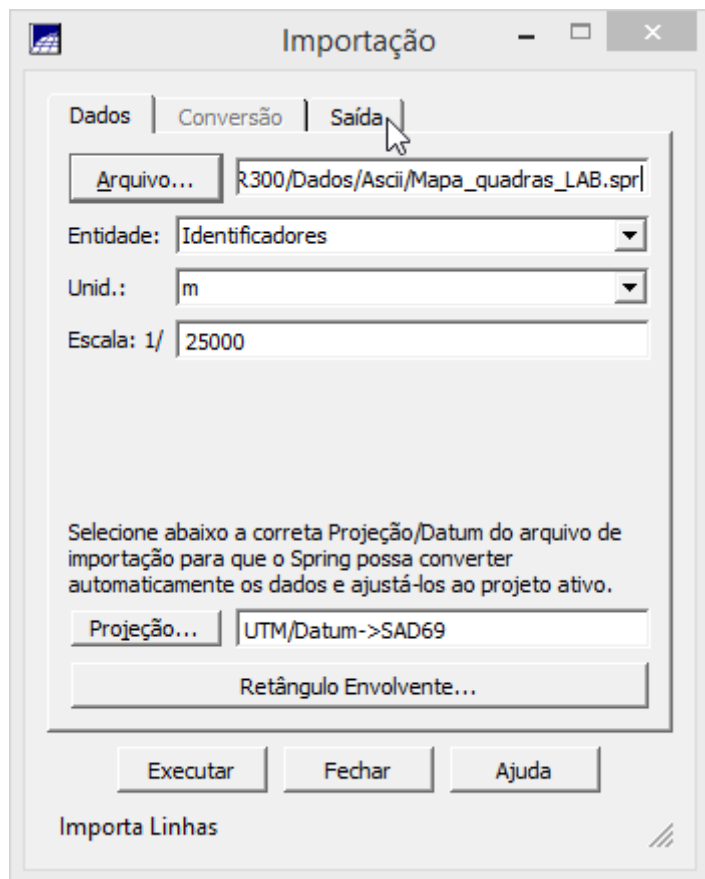 Importação
Dados Conversão Saída
Arquivo... R300/Dados/Ascii/Mapa_quadras_LAB.spr
Entidade: Identificadores
Unid.: m
Escala: 1/ 25000
Selecione abaixo a correta Projeção/Datum do arquivo de
importação para que o Spring possa converter
automaticamente os dados e ajustá-los ao projeto ativo.
Projeção... UTM/Datum->SAD69
Retângulo Envolvente...
Executar Fechar Ajuda
Importa Linhas